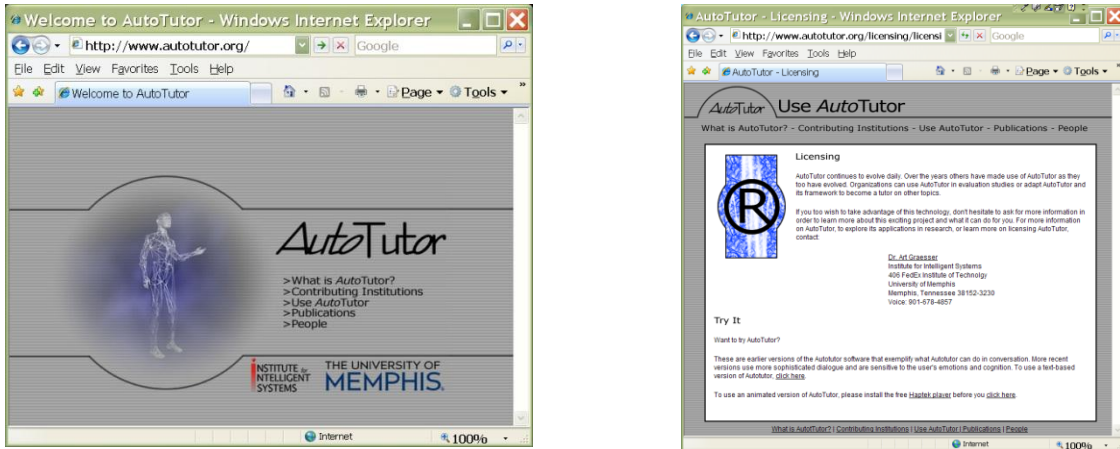 Welcome to AutoTutor - Windows Internet Explorer
http://www.autotutor.org/
Google
File Edit View Favorites Tools Help
Welcome to AutoTutor
Page Tools
AutoTutor
>What is AutoTutor?
>Contributing Institutions
>Use AutoTutor
>Publications
>People
INSTITUTE for
INTELLIGENT
SYSTEMS
THE UNIVERSITY OF
MEMPHIS.
Internet
100%
AutoTutor - Licensing - Windows Internet Explorer
http://www.autotutor.org/licensing/licensi
Google
File Edit View Favorites Tools Help
AutoTutor - Licensing
Page Tools
AutoTutor
Use AutoTutor
What is AutoTutor? - Contributing Institutions - Use AutoTutor - Publications - People
R
Licensing
AutoTutor continues to evolve daily. Over the years others have made use of AutoTutor as they
too have evolved. Organizations can use AutoTutor in evaluation studies or adapt AutoTutor and
its framework to become a tutor on other topics.
If you too wish to take advantage of this technology, don't hesitate to ask for more information in
order to learn more about this exciting project and what it can do for you. For more information
on AutoTutor, to explore its applications in research, or learn more on licensing AutoTutor,
contact:
Dr. Art Graesser
Institute for Intelligent Systems
406 FedEx Institute of Technolgy
University of Memphis
Memphis, Tennessee 38152-3230
Voice: 901-678-4857
Try It
Want to try AutoTutor?
These are earlier versions of the Autotutor software that exemplify what Autotutor can do in conversation. More recent
versions use more sophisticated dialogue and are sensitive to the user's emotions and cognition. To use a text-based
version of Autotutor, click here.
To use an animated version of AutoTutor, please install the free Haptek player before you click here.
What is AutoTutor? | Contributing Institutions | Use AutoTutor | Publications | People
Internet
100%